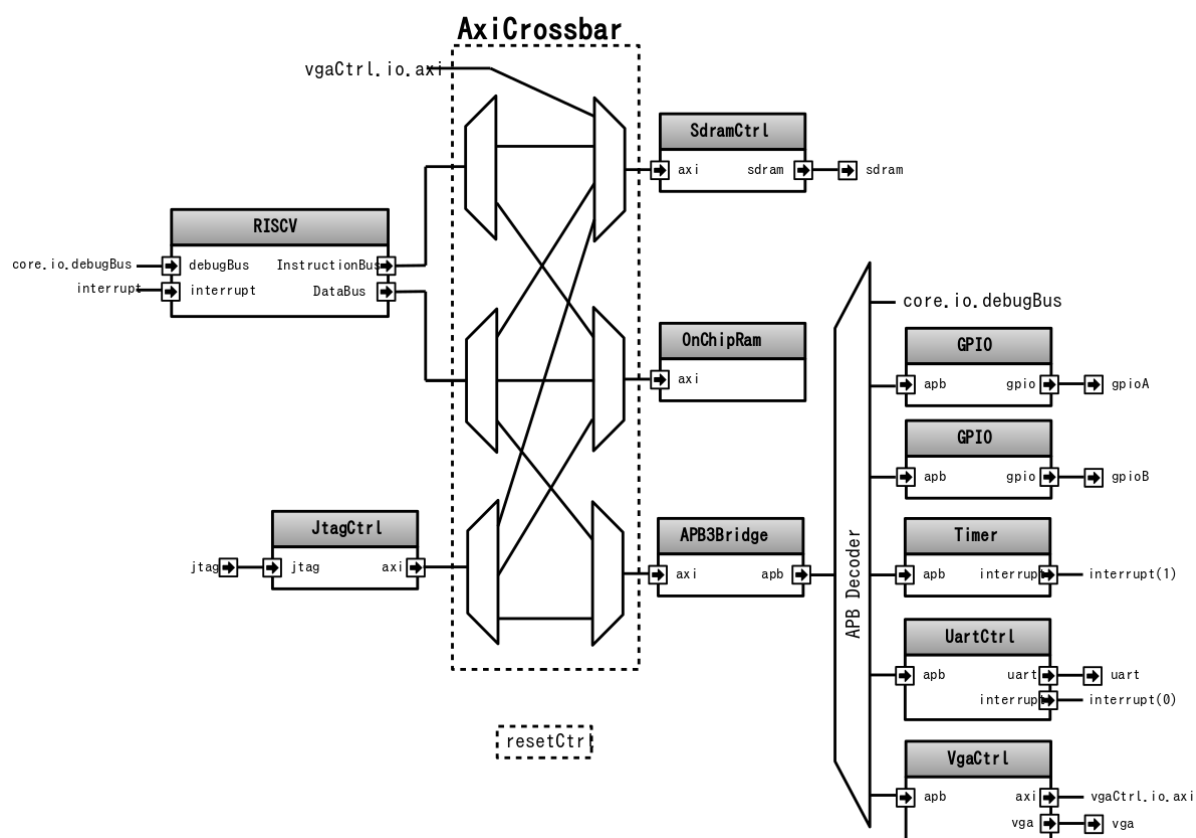 AxiCrossbar
vgaCtrl.io.axi
SdramCtrl
axi
sdram
sdram
RISCV
core.io.debugBus
debugBus
InstructionBus
interrupt
interrupt
DataBus
core.io.debugBus
OnChipRam
axi
GPIO
apb
gpio
gpioA
GPIO
apb
gpio
gpioB
JtagCtrl
jtag
jtag
axi
APB3Bridge
axi
apb
APB Decoder
Timer
apb
interrupt
interrupt(1)
UartCtrl
apb
uart
uart
interrupt
interrupt(0)
resetCtrl
VgaCtrl
apb
axi
vgaCtrl.io.axi
vga
vga